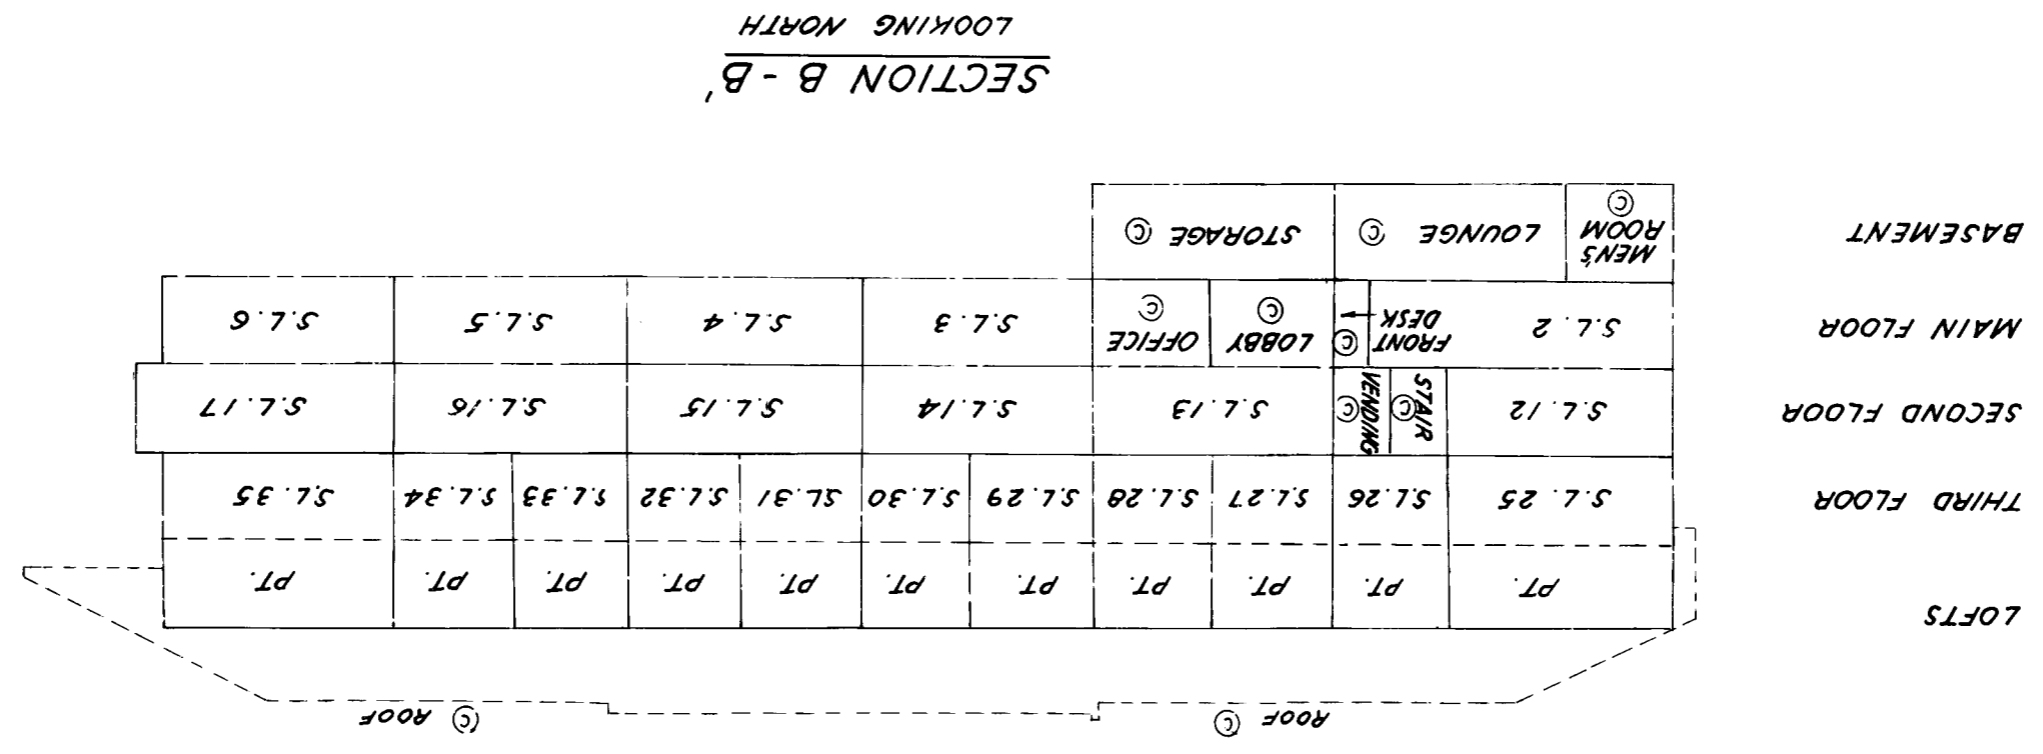 ROOF Ⓒ Ⓒ ROOF
LOFTS
PT. PT. PT. PT. PT. PT. PT. PT. PT. PT. PT.
THIRD FLOOR S.L. 25 S.L. 26 S.L. 27 S.L. 28 S.L. 29 S.L. 30 SL. 31 S.L. 32 S.L. 33 S.L. 34 S.L. 35
SECOND FLOOR S.L. 12 STAIR Ⓒ VENDING Ⓒ S.L. 13 S.L. 14 S.L. 15 S.L. 16 S.L. 17
MAIN FLOOR S.L. 2 FRONT DESK Ⓒ LOBBY Ⓒ OFFICE Ⓒ S.L. 3 S.L. 4 S.L. 5 S.L. 6
BASEMENT MEN'S ROOM Ⓒ LOUNGE Ⓒ STORAGE Ⓒ
SECTION B - B'
LOOKING NORTH